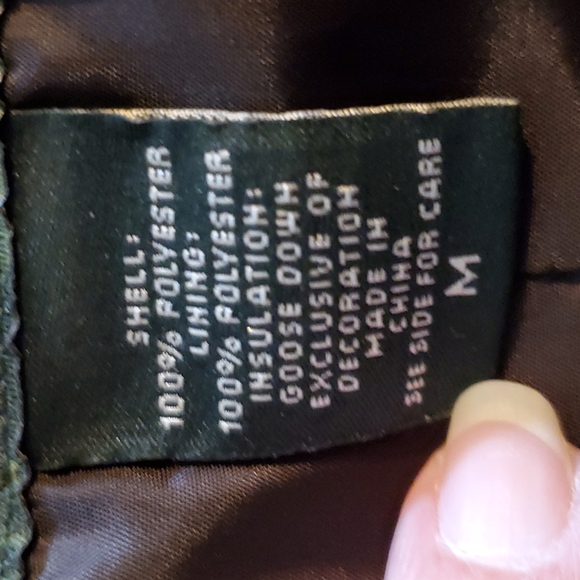 SHELL:
100% POLYESTER
LINING:
100% POLYESTER
INSULATION:
GOOSE DOWN
EXCLUSIVE OF
DECORATION
MADE IN
CHINA
SEE SIDE FOR CARE
M